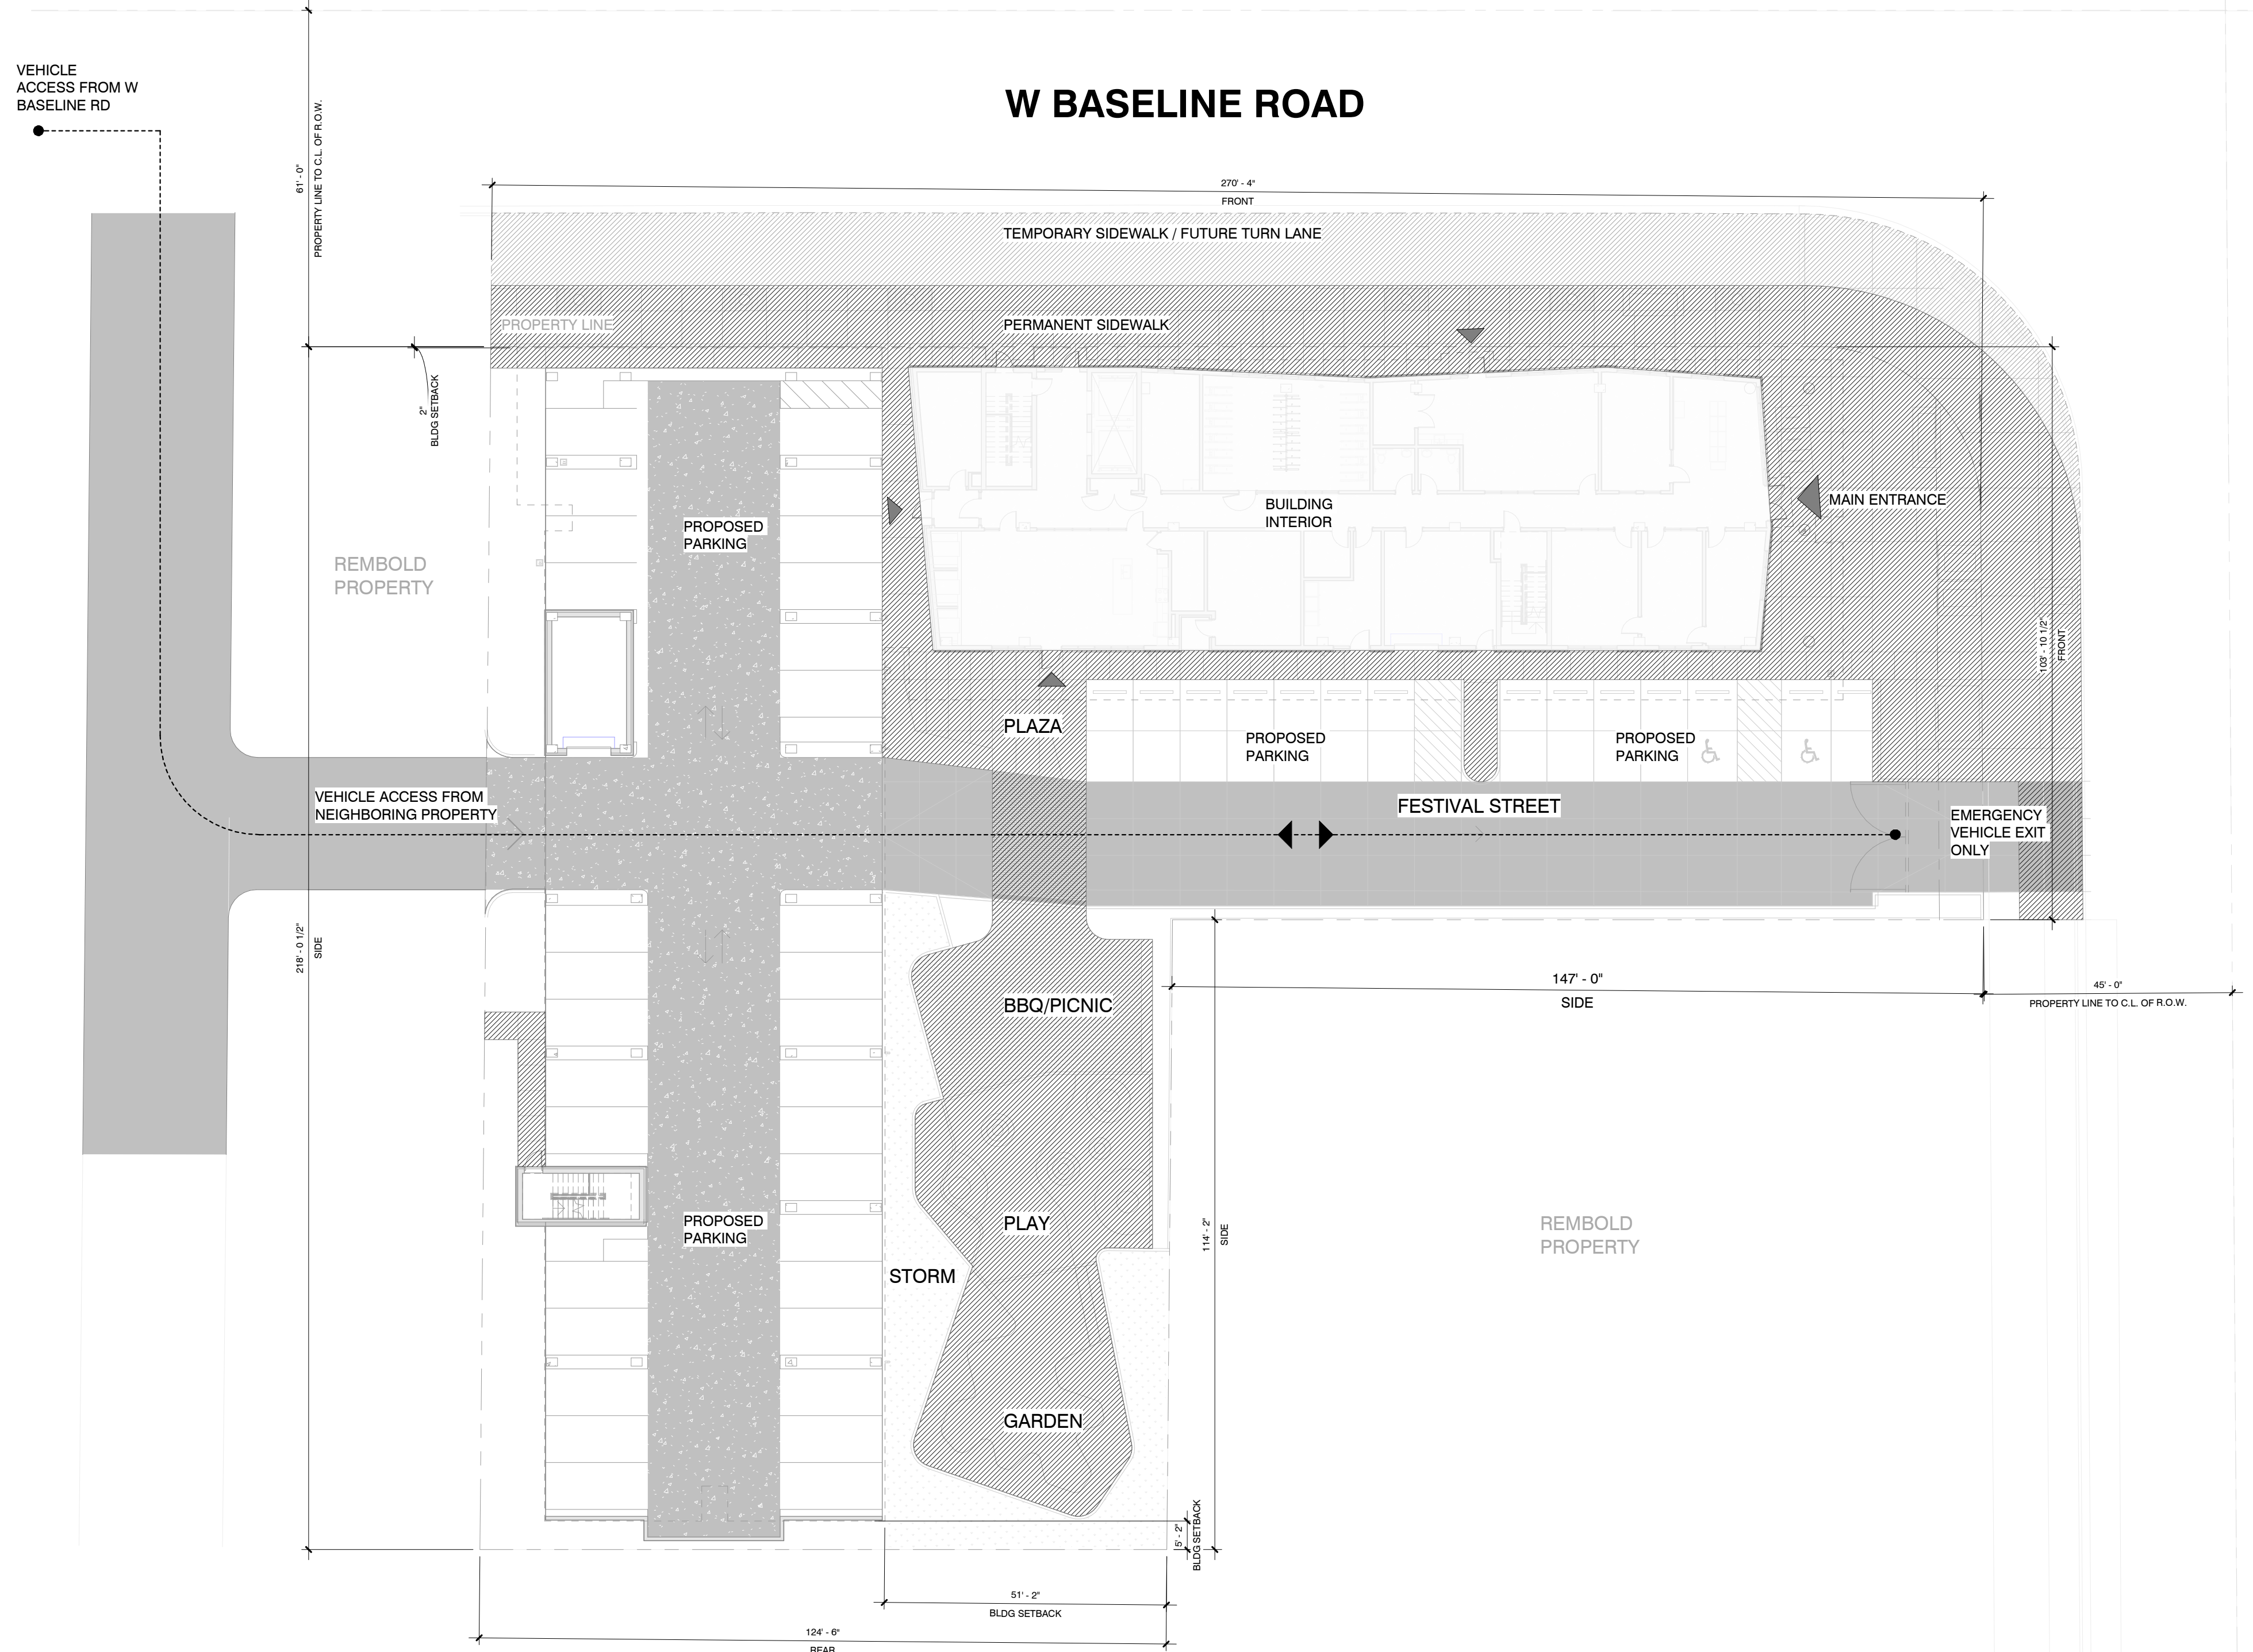 VEHICLE
ACCESS FROM W
BASELINE RD
W BASELINE ROAD
61' - 0"
PROPERTY LINE TO C.L. OF R.O.W.
270' - 4"
FRONT
TEMPORARY SIDEWALK / FUTURE TURN LANE
PROPERTY LINE
PERMANENT SIDEWALK
2"
BLDG SETBACK
PROPOSED
PARKING
BUILDING
INTERIOR
MAIN ENTRANCE
REMBOLD
PROPERTY
103' - 10 1/2"
FRONT
PLAZA
PROPOSED
PARKING
PROPOSED
PARKING
VEHICLE ACCESS FROM
NEIGHBORING PROPERTY
FESTIVAL STREET
EMERGENCY
VEHICLE EXIT
ONLY
218' - 0 1/2"
SIDE
147' - 0"
SIDE
45' - 0"
PROPERTY LINE TO C.L. OF R.O.W.
BBQ/PICNIC
PROPOSED
PARKING
PLAY
114' - 2"
SIDE
REMBOLD
PROPERTY
STORM
GARDEN
5' - 2"
BLDG SETBACK
51' - 2"
BLDG SETBACK
124' - 6"
REAR